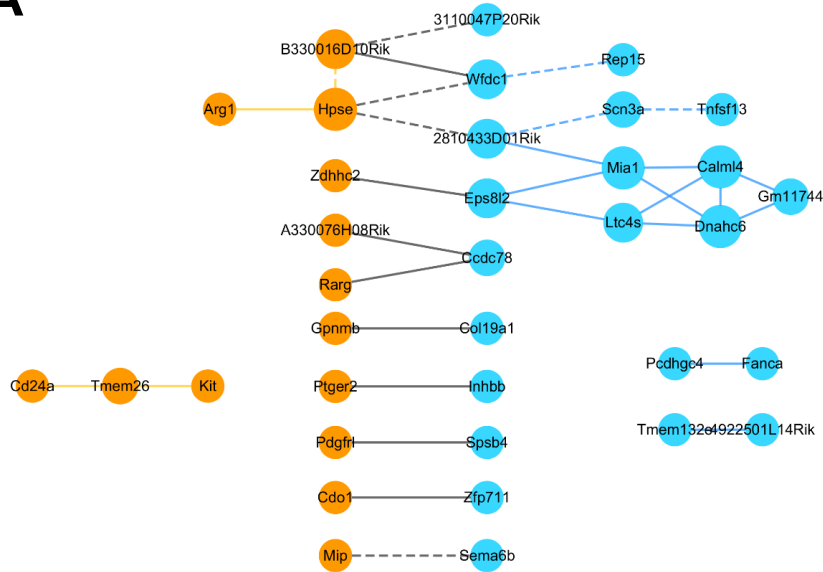 A
3110047P20Rik
B330016D10Rik
Wfdc1
Rep15
Arg1
Hpse
Scn3a
Tnfsf13
2810433D01Rik
Mia1
Calml4
Zdhhc2
Eps8l2
Gm11744
Ltc4s
Dnahc6
A330076H08Rik
Ccdc78
Rarg
Gpnmb
Col19a1
Pcdhgc4
Fanca
Cd24a
Tmem26
Kit
Ptger2
Inhbb
Tmem132e
4922501L14Rik
Pdgfrl
Spsb4
Cdo1
Zfp711
Mip
Sema6b